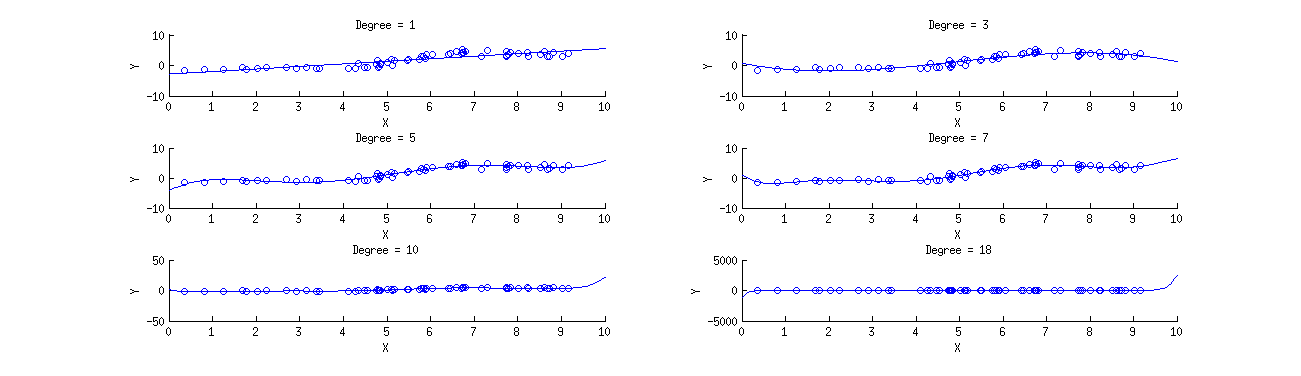 Degree = 1
10
0
-10
Y
0 1 2 3 4 5 6 7 8 9 10
X
Degree = 3
10
0
-10
Y
0 1 2 3 4 5 6 7 8 9 10
X
Degree = 5
10
0
-10
Y
0 1 2 3 4 5 6 7 8 9 10
X
Degree = 7
10
0
-10
Y
0 1 2 3 4 5 6 7 8 9 10
X
Degree = 10
50
0
-50
Y
0 1 2 3 4 5 6 7 8 9 10
X
Degree = 18
5000
0
-5000
Y
0 1 2 3 4 5 6 7 8 9 10
X